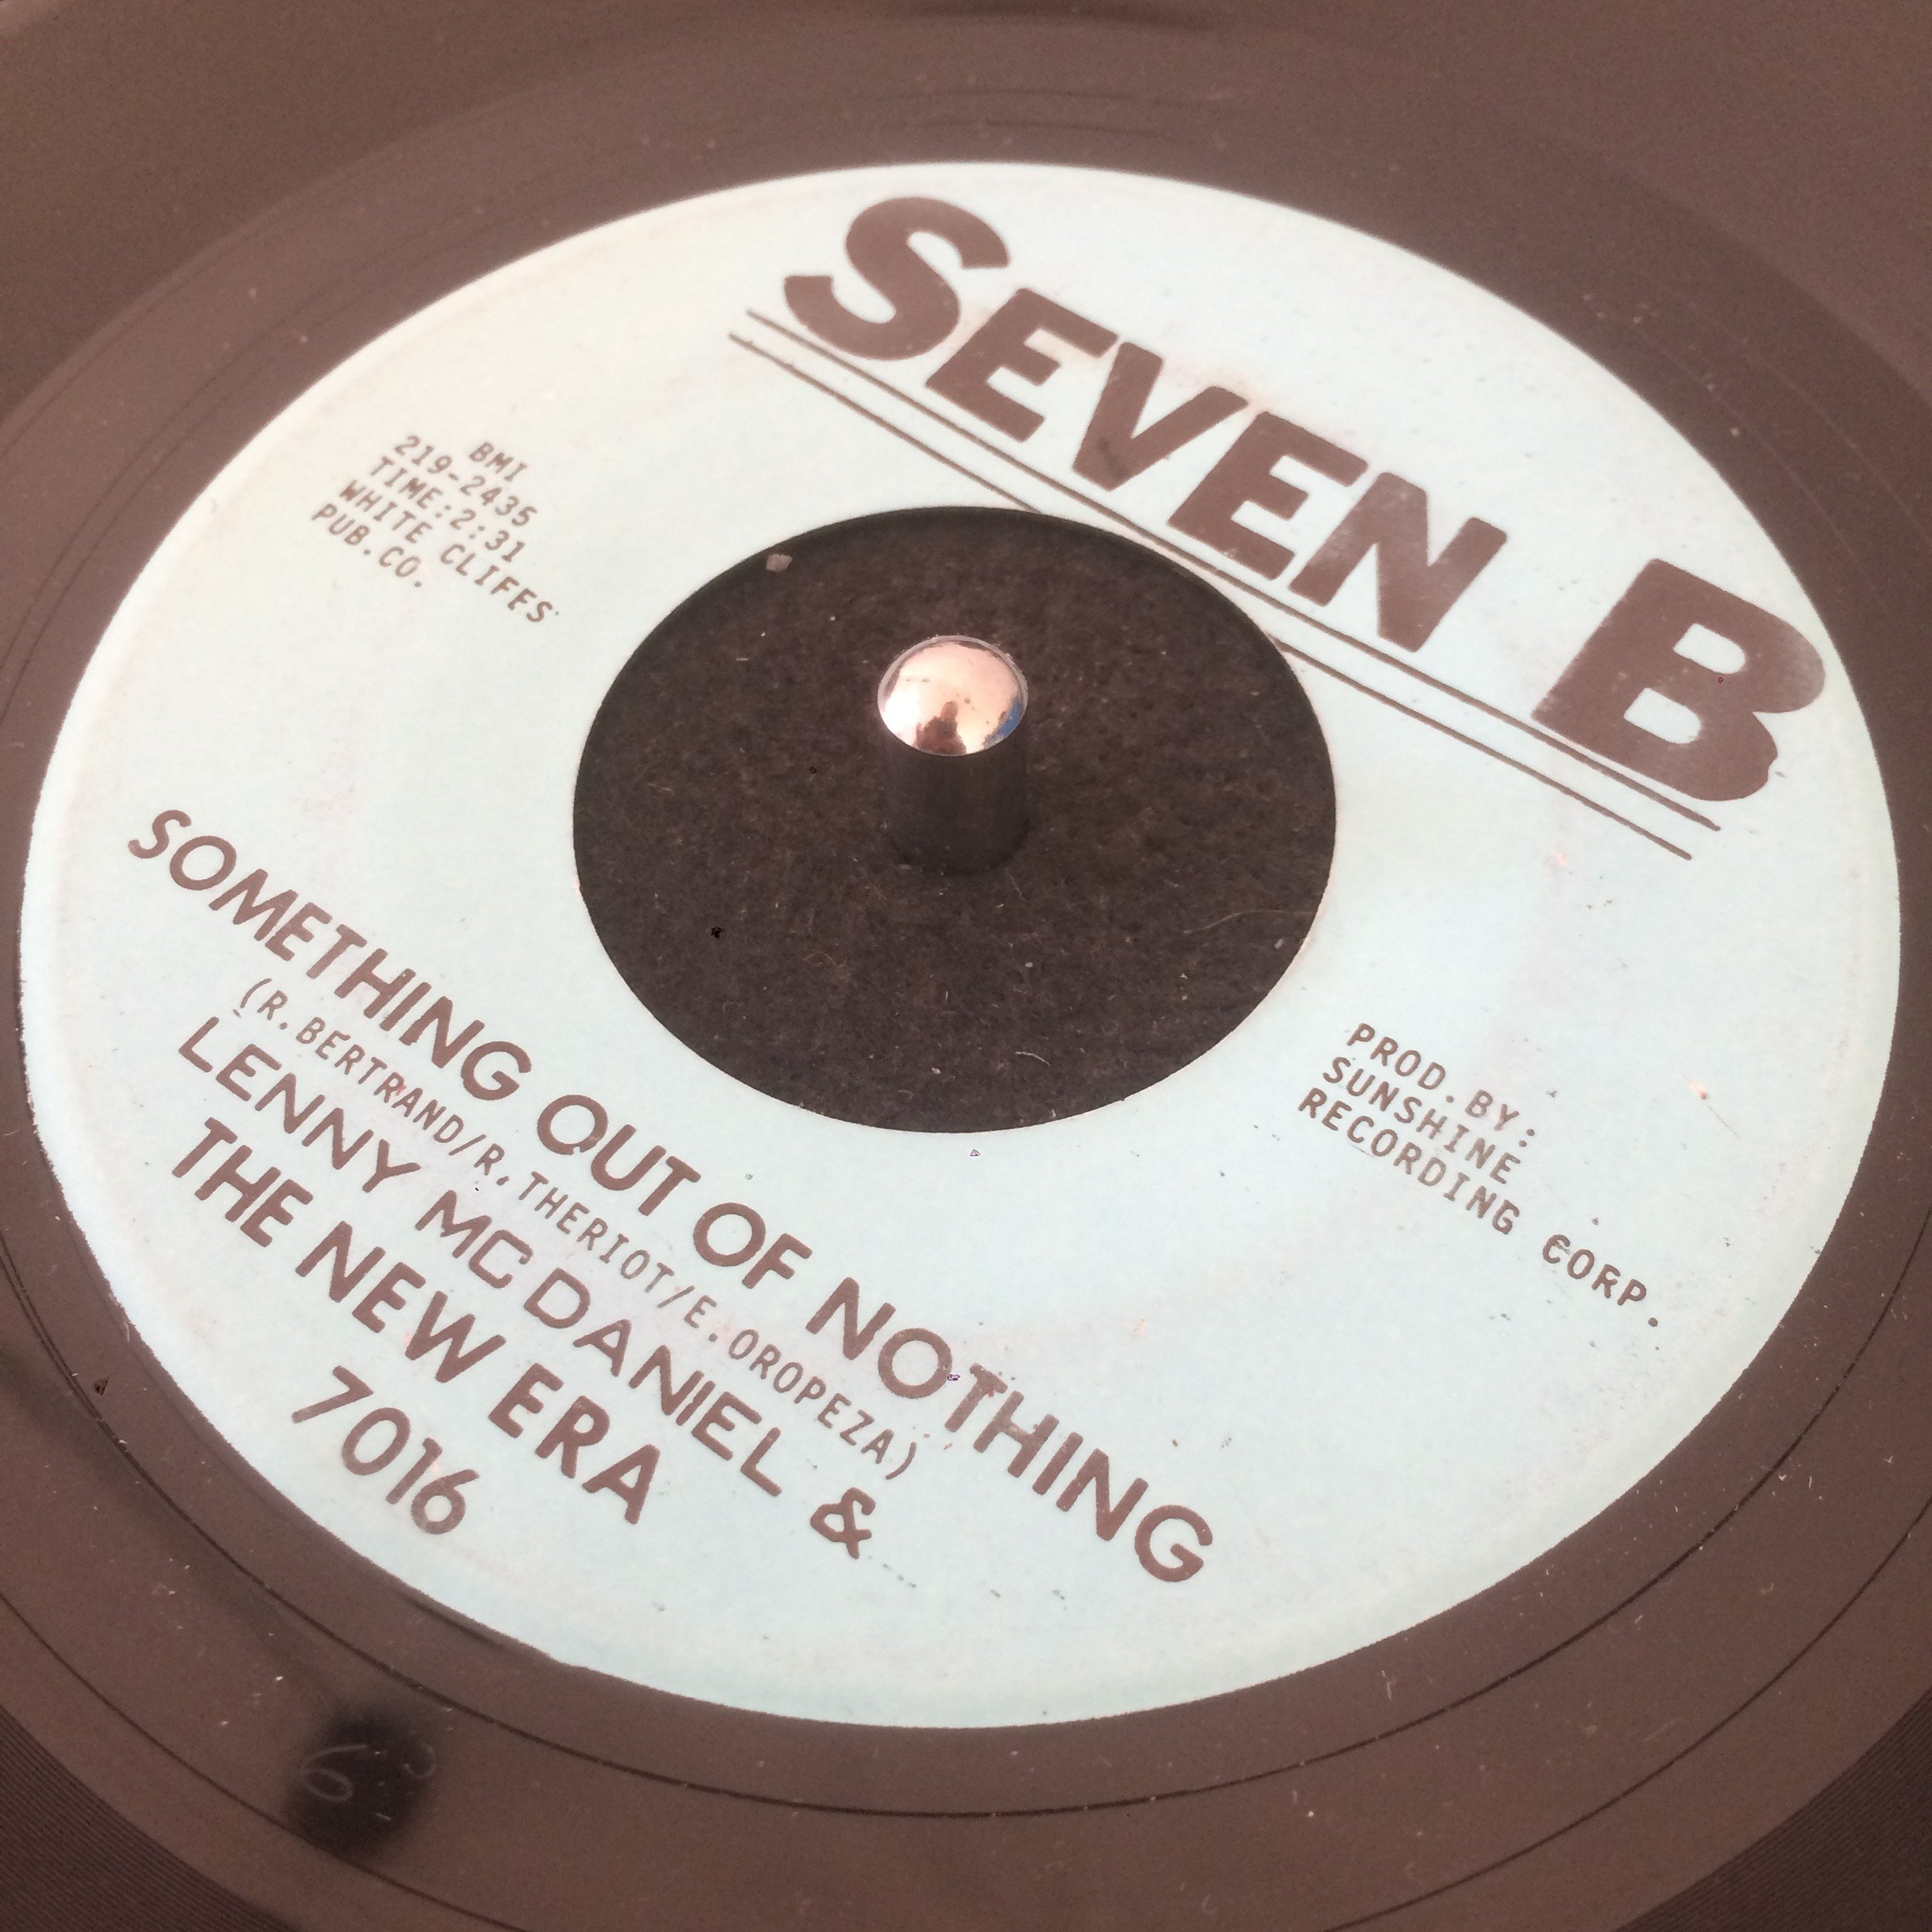 SEVEN B
BMI
219-2435
TIME:2:31
WHITE CLIFFS
PUB.CO.
PROD.BY:
SUNSHINE
RECORDING CORP.
SOMETHING OUT OF NOTHING
(R.BERTRAND/R.THERIOT/E.OROPEZA)
LENNY MC DANIEL &
THE NEW ERA
7016